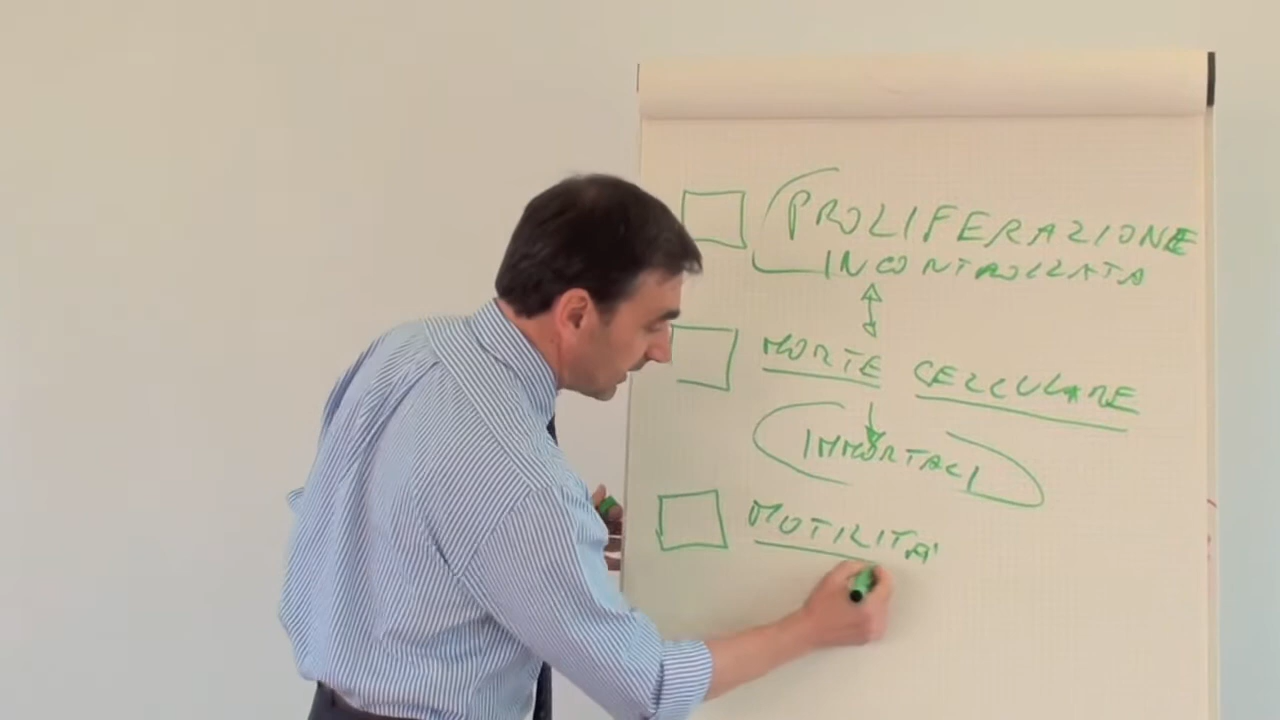 PROLIFERAZIONE
INCONTROLLATA
MORTE CELLULARE
IMMORTALI
MOTILITA'